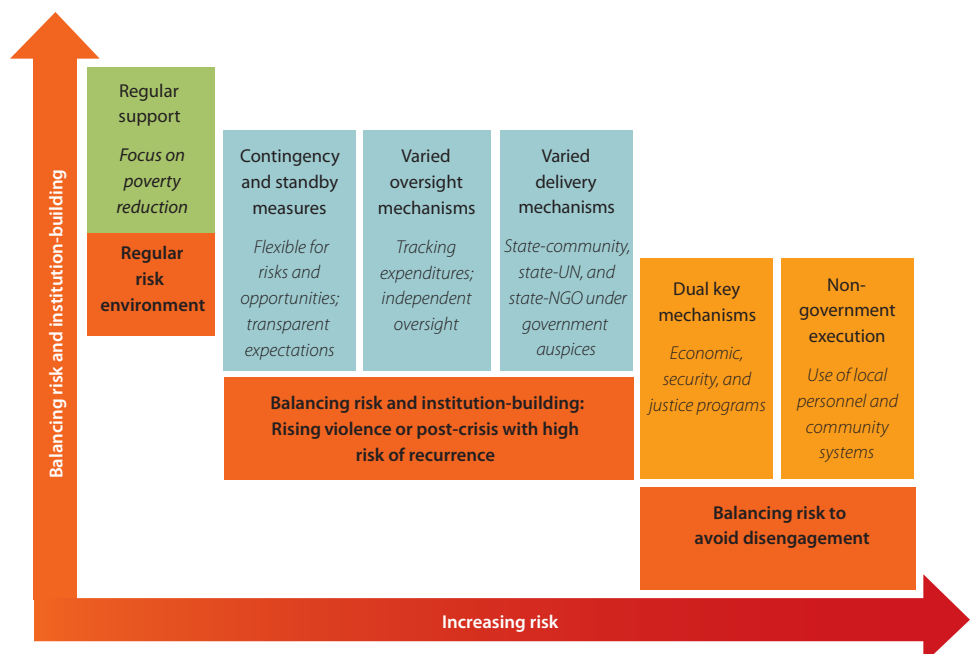 Balancing risk and institution-building
Regular
support
Focus on
poverty
reduction
Regular
risk
environment
Contingency
and standby
measures
Flexible for
risks and
opportunities;
transparent
expectations
Varied
oversight
mechanisms
Tracking
expenditures;
independent
oversight
Varied
delivery
mechanisms
State-community,
state-UN, and
state-NGO under
government
auspices
Balancing risk and institution-building:
Rising violence or post-crisis with high
risk of recurrence
Dual key
mechanisms
Economic,
security, and
justice programs
Non-
government
execution
Use of local
personnel and
community
systems
Balancing risk to
avoid disengagement
Increasing risk